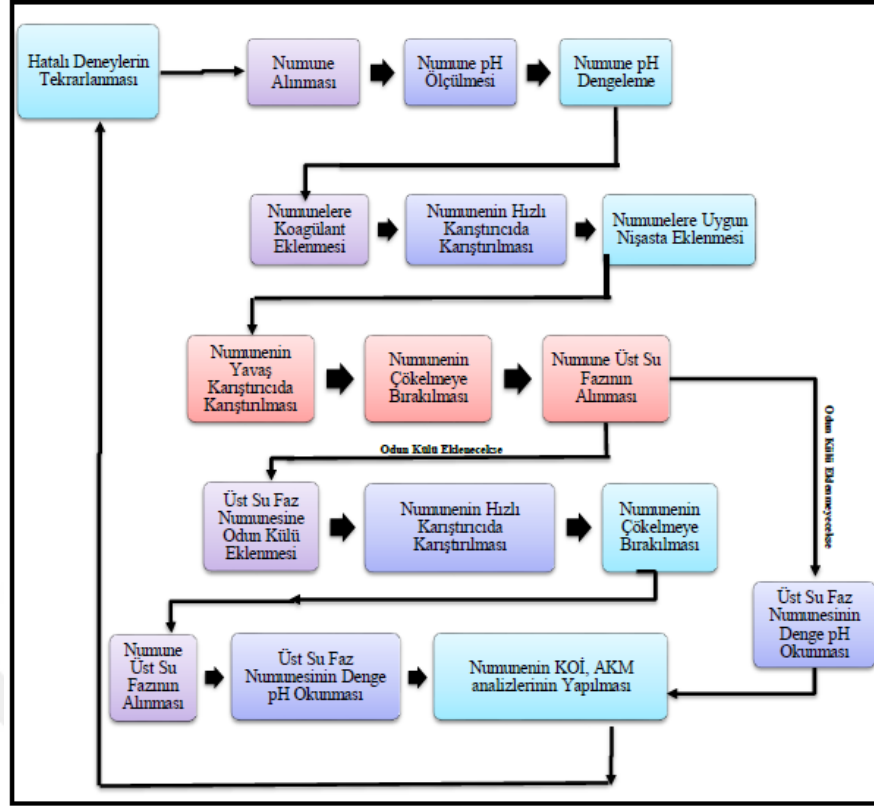 Hatalı Deneylerin
Tekrarlanması
Numune
Alınması
Numune pH
Ölçülmesi
Numune pH
Dengeleme
Numunelere
Koagülant
Eklenmesi
Numunenin Hızlı
Karıştırıcıda
Karıştırılması
Numunelere Uygun
Nişasta Eklenmesi
Numunenin
Yavaş
Karıştırıcıda
Karıştırılması
Numunenin
Çökelmeye
Bırakılması
Numune Üst Su
Fazının
Alınması
Odun Külü Eklenecekse
Odun Külü Eklenmeyecekse
Üst Su Faz
Numunesine
Odun Külü
Eklenmesi
Numunenin Hızlı
Karıştırıcıda
Karıştırılması
Numunenin
Çökelmeye
Bırakılması
Üst Su Faz
Numunesinin
Denge pH
Okunması
Numune
Üst Su
Fazının
Alınması
Üst Su Faz
Numunesinin Denge
pH Okunması
Numunenin KOİ, AKM
analizlerinin Yapılması